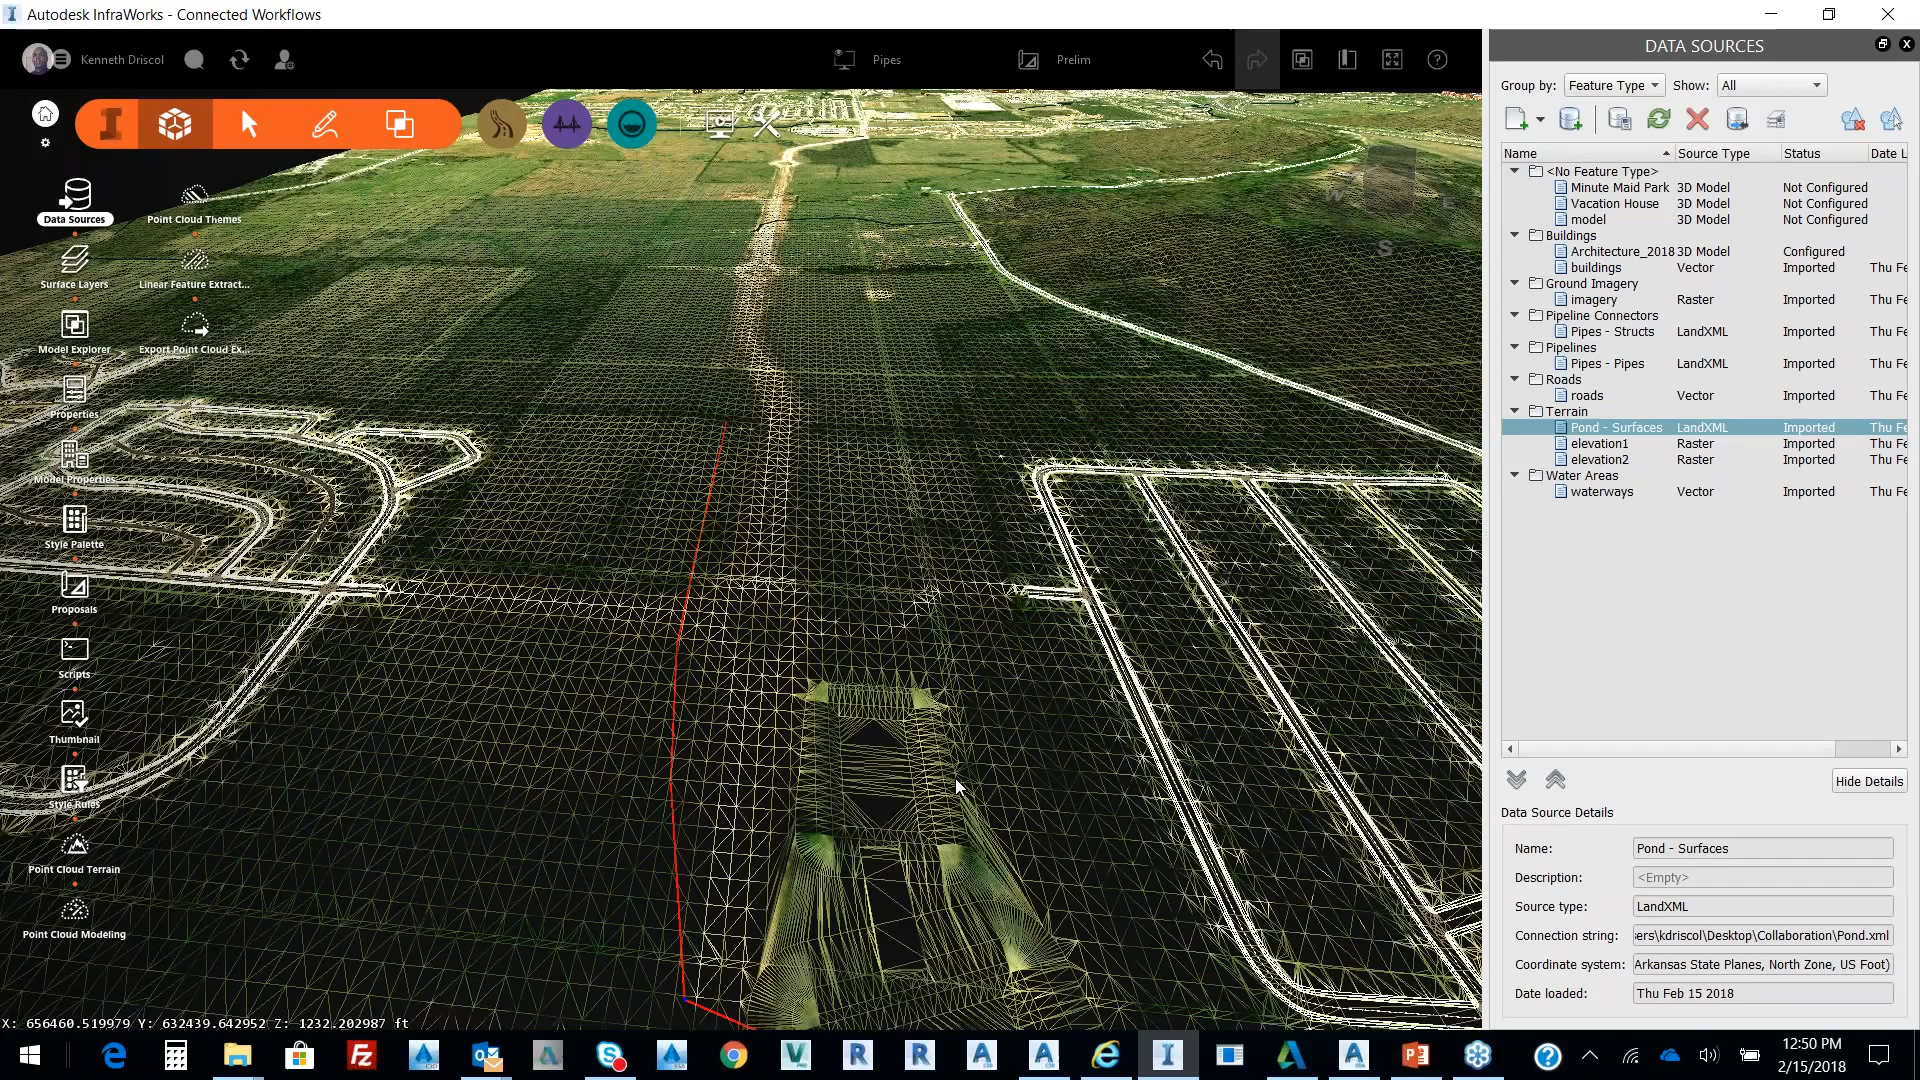 Autodesk InfraWorks - Connected Workflows
Kenneth Driscol
Pipes
Prelim
DATA SOURCES
Group by: Feature Type Show: All
Name Source Type Status Date L
<No Feature Type>
Minute Maid Park 3D Model Not Configured
Vacation House 3D Model Not Configured
model 3D Model Not Configured
Buildings
Architecture_2018 3D Model Configured
buildings Vector Imported Thu Fe
Ground Imagery
imagery Raster Imported Thu Fe
Pipeline Connectors
Pipes - Structs LandXML Imported Thu Fe
Pipelines
Pipes - Pipes LandXML Imported Thu Fe
Roads
roads Vector Imported Thu Fe
Terrain
Pond - Surfaces LandXML Imported Thu Fe
elevation1 Raster Imported Thu Fe
elevation2 Raster Imported Thu Fe
Water Areas
waterways Vector Imported Thu Fe
Hide Details
Data Source Details
Name: Pond - Surfaces
Description: <Empty>
Source type: LandXML
Connection string: ers\kdriscol\Desktop\Collaboration\Pond.xml
Coordinate system: Arkansas State Planes, North Zone, US Foot)
Date loaded: Thu Feb 15 2018
Data Sources
Point Cloud Themes
Surface Layers
Linear Feature Extract...
Model Explorer
Export Point Cloud Ex...
Properties
Model Properties
Style Palette
Proposals
Scripts
Thumbnail
Style Rules
Point Cloud Terrain
Point Cloud Modeling
W
E
S
X: 656460.519979 Y: 632439.642952 Z: 1232.202987 ft
12:50 PM
2/15/2018